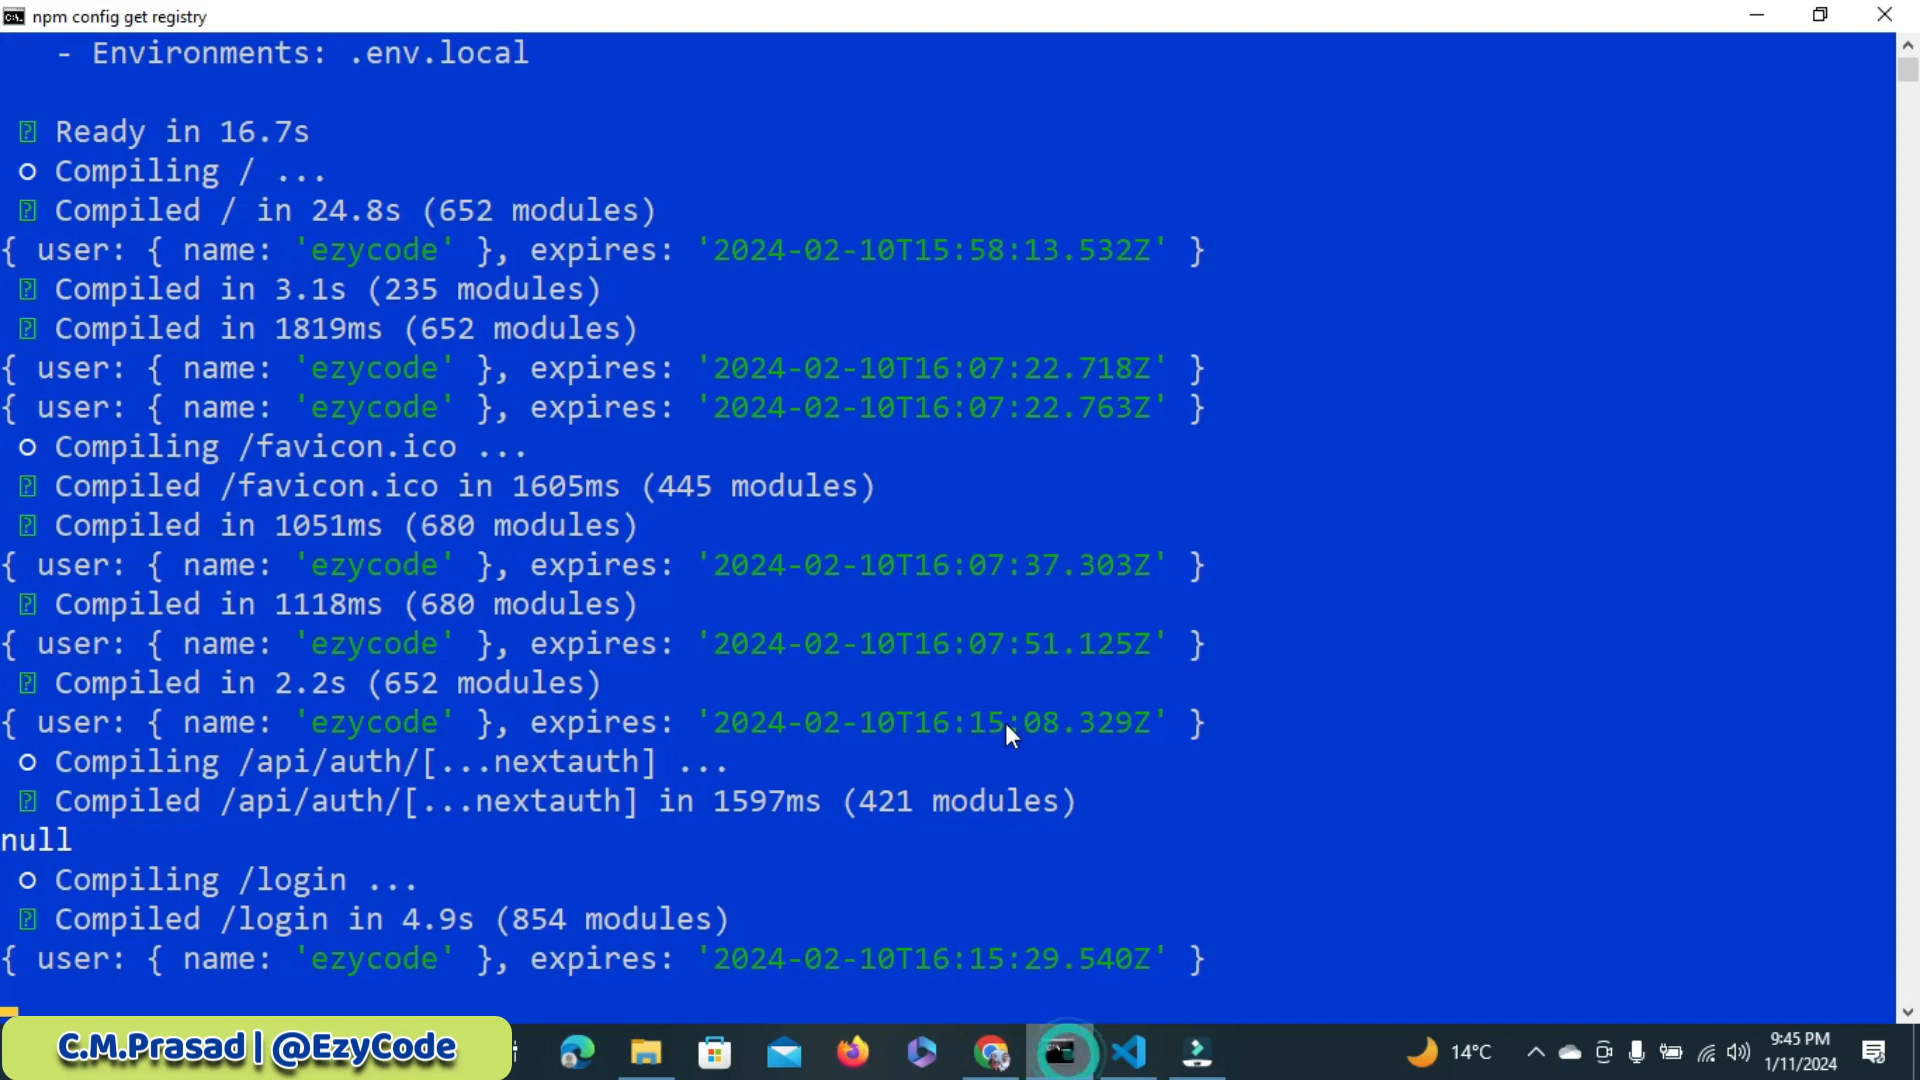 npm config get registry
- Environments: .env.local
Ready in 16.7s
○ Compiling / ...
Compiled / in 24.8s (652 modules)
{ user: { name: 'ezycode' }, expires: '2024-02-10T15:58:13.532Z' }
Compiled in 3.1s (235 modules)
Compiled in 1819ms (652 modules)
{ user: { name: 'ezycode' }, expires: '2024-02-10T16:07:22.718Z' }
{ user: { name: 'ezycode' }, expires: '2024-02-10T16:07:22.763Z' }
○ Compiling /favicon.ico ...
Compiled /favicon.ico in 1605ms (445 modules)
Compiled in 1051ms (680 modules)
{ user: { name: 'ezycode' }, expires: '2024-02-10T16:07:37.303Z' }
Compiled in 1118ms (680 modules)
{ user: { name: 'ezycode' }, expires: '2024-02-10T16:07:51.125Z' }
Compiled in 2.2s (652 modules)
{ user: { name: 'ezycode' }, expires: '2024-02-10T16:15:08.329Z' }
○ Compiling /api/auth/[...nextauth] ...
Compiled /api/auth/[...nextauth] in 1597ms (421 modules)
null
○ Compiling /login ...
Compiled /login in 4.9s (854 modules)
{ user: { name: 'ezycode' }, expires: '2024-02-10T16:15:29.540Z' }
C.M.Prasad | @EzyCode
14°C
9:45 PM
1/11/2024